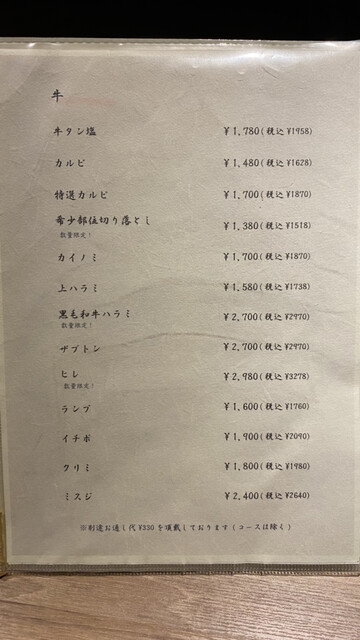 牛
牛タン塩 ¥1,780(税込 ¥1958)
カルビ ¥1,480(税込 ¥1628)
特選カルビ ¥1,700(税込 ¥1870)
希少部位切り落とし ¥1,380(税込 ¥1518)
数量限定！
カイノミ ¥1,700(税込 ¥1870)
上ハラミ ¥1,580(税込 ¥1738)
黒毛和牛ハラミ ¥2,700(税込 ¥2970)
数量限定！
ザブトン ¥2,700(税込 ¥2970)
ヒレ ¥2,980(税込 ¥3278)
数量限定！
ランプ ¥1,600(税込 ¥1760)
イチボ ¥1,900(税込 ¥2090)
クリミ ¥1,800(税込 ¥1980)
ミスジ ¥2,400(税込 ¥2640)
※別途お通し代 ¥330 を頂戴しております(コースは除く)